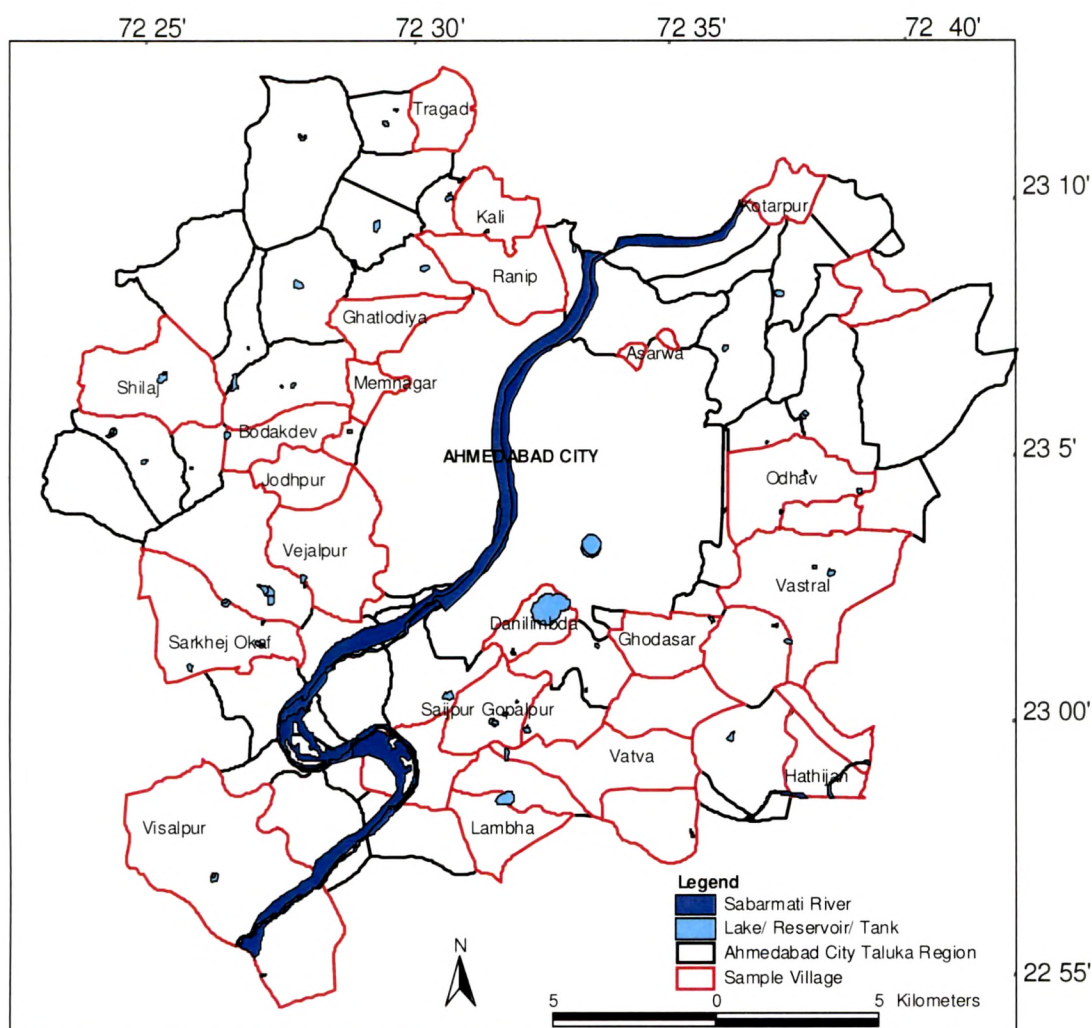 72 25' 72 30' 72 35' 72 40'
Tragad
23 10'
Kotarpur
Kali
Ranip
Ghatlodiya
Asarwa
Memnagar
Shilaj
Bodakdev
AHMEDABAD CITY
23 5'
Jodhpur
Odhav
Vejalpur
Vastral
Danilimbda
Sarkhej Okaf
Ghodasar
Saijpur Gopalpur
23 00'
Vatva
Hathijan
Visalpur
Lambha
Legend
Sabarmati River
Lake/ Reservoir/ Tank
Ahmedabad City Taluka Region
Sample Village
N
22 55'
5 0 5 Kilometers